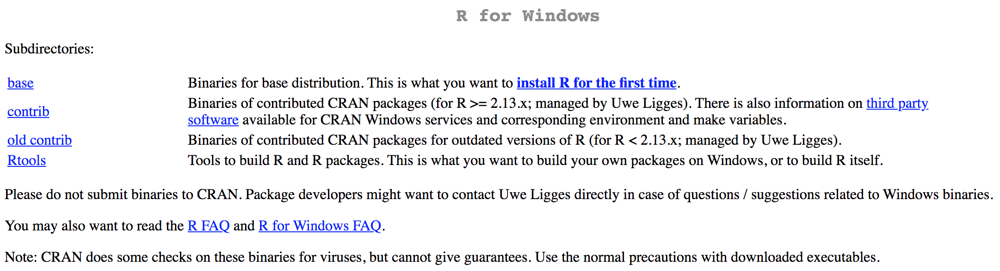 R for Windows
Subdirectories:
base Binaries for base distribution. This is what you want to install R for the first time.
contrib Binaries of contributed CRAN packages (for R >= 2.13.x; managed by Uwe Ligges). There is also information on third party
software available for CRAN Windows services and corresponding environment and make variables.
old contrib Binaries of contributed CRAN packages for outdated versions of R (for R < 2.13.x; managed by Uwe Ligges).
Rtools Tools to build R and R packages. This is what you want to build your own packages on Windows, or to build R itself.
Please do not submit binaries to CRAN. Package developers might want to contact Uwe Ligges directly in case of questions / suggestions related to Windows binaries.
You may also want to read the R FAQ and R for Windows FAQ.
Note: CRAN does some checks on these binaries for viruses, but cannot give guarantees. Use the normal precautions with downloaded executables.